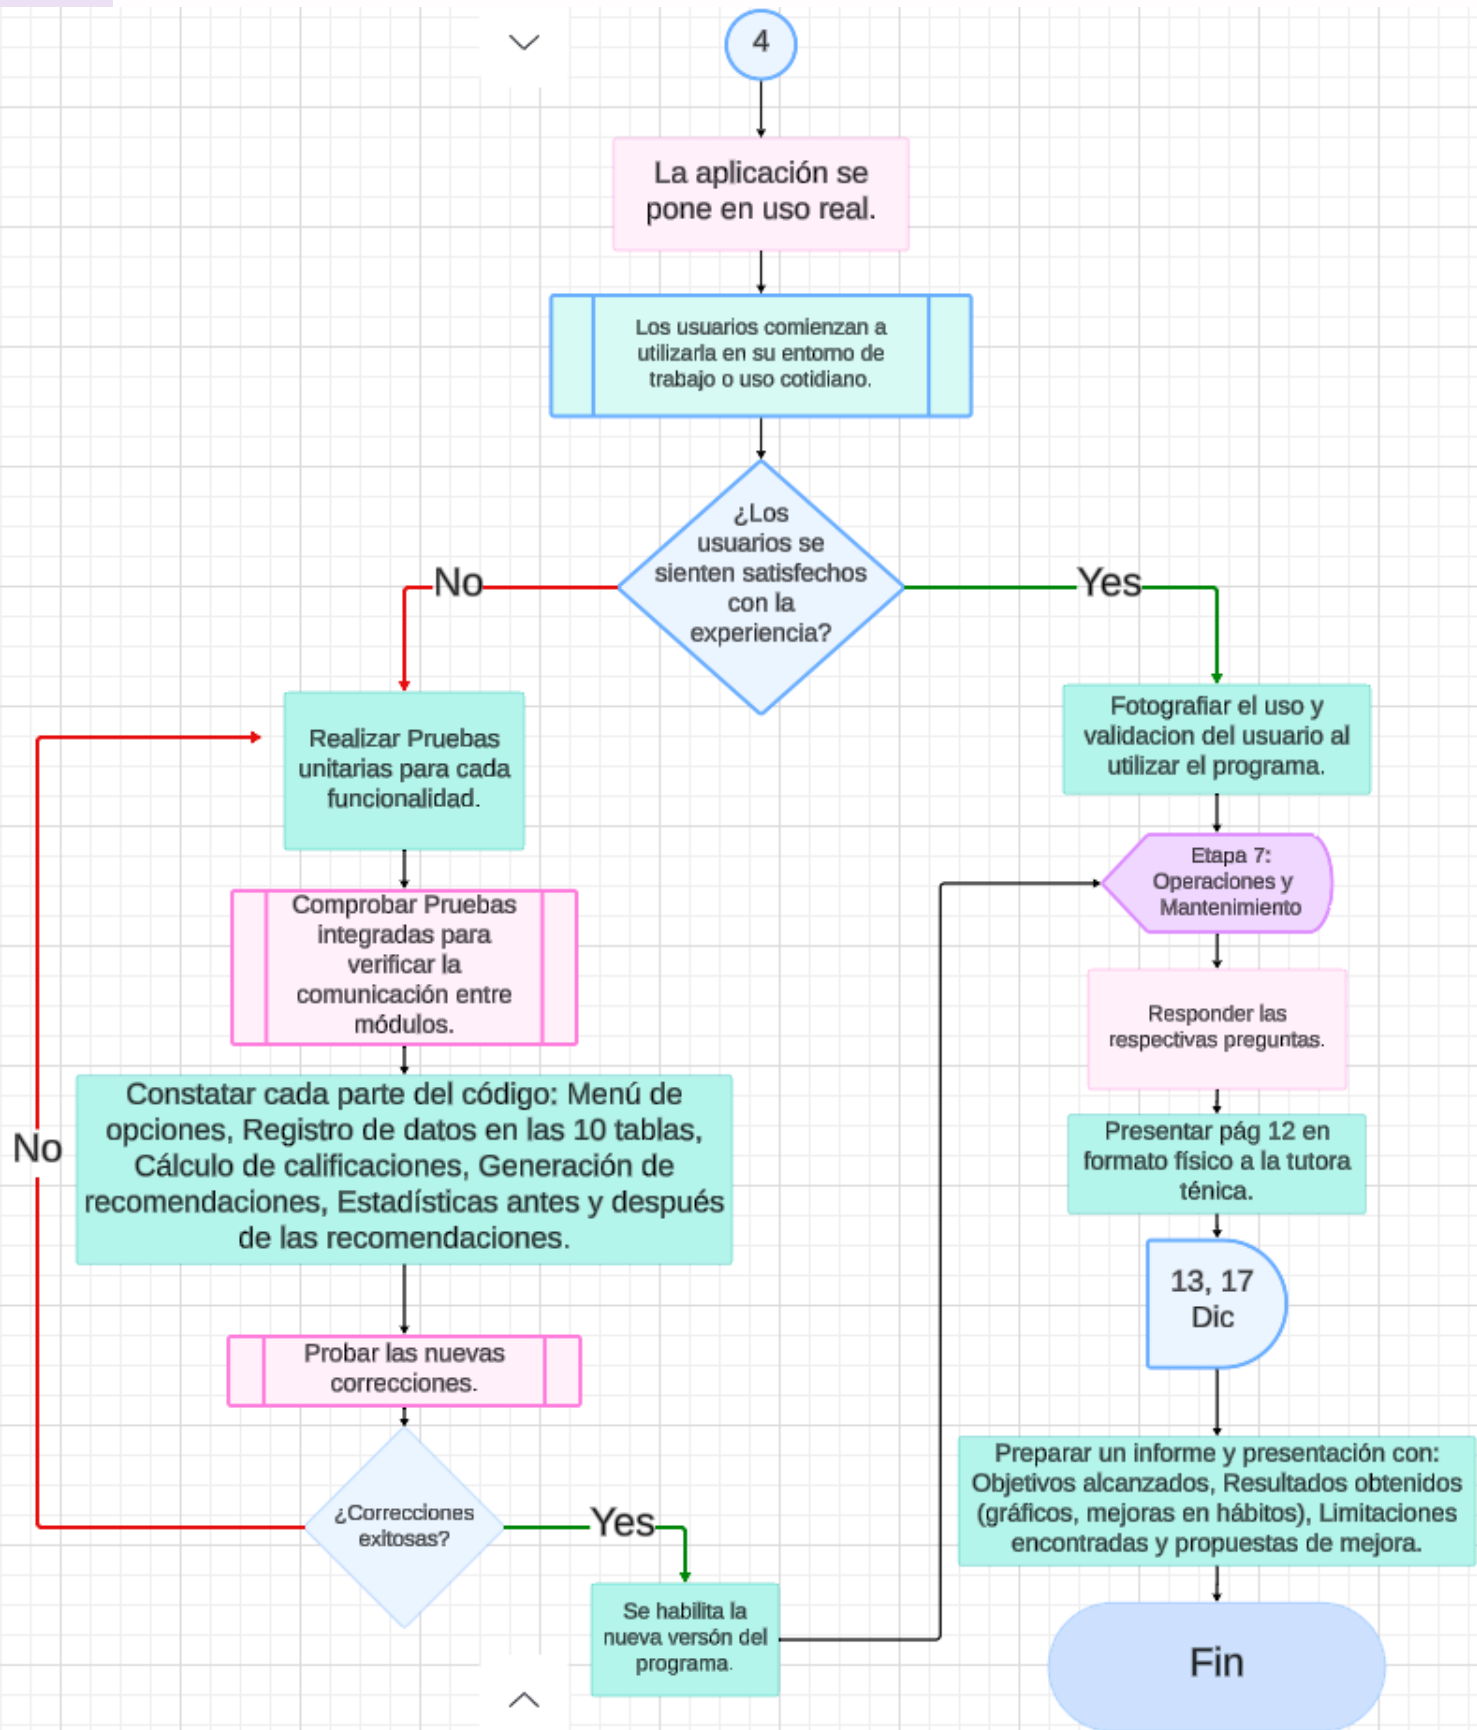 4
La aplicación se
pone en uso real.
Los usuarios comienzan a
utilizarla en su entorno de
trabajo o uso cotidiano.
¿Los
usuarios se
sienten satisfechos
con la
experiencia?
No
Yes
Realizar Pruebas
unitarias para cada
funcionalidad.
Comprobar Pruebas
integradas para
verificar la
comunicación entre
módulos.
Constatar cada parte del código: Menú de
opciones, Registro de datos en las 10 tablas,
Cálculo de calificaciones, Generación de
recomendaciones, Estadísticas antes y después
de las recomendaciones.
No
Probar las nuevas
correcciones.
¿Correcciones
exitosas?
Yes
Se habilita la
nueva versón del
programa.
Fotografiar el uso y
validacion del usuario al
utilizar el programa.
Etapa 7:
Operaciones y
Mantenimiento
Responder las
respectivas preguntas.
Presentar pág 12 en
formato físico a la tutora
ténica.
13, 17
Dic
Preparar un informe y presentación con:
Objetivos alcanzados, Resultados obtenidos
(gráficos, mejoras en hábitos), Limitaciones
encontradas y propuestas de mejora.
Fin